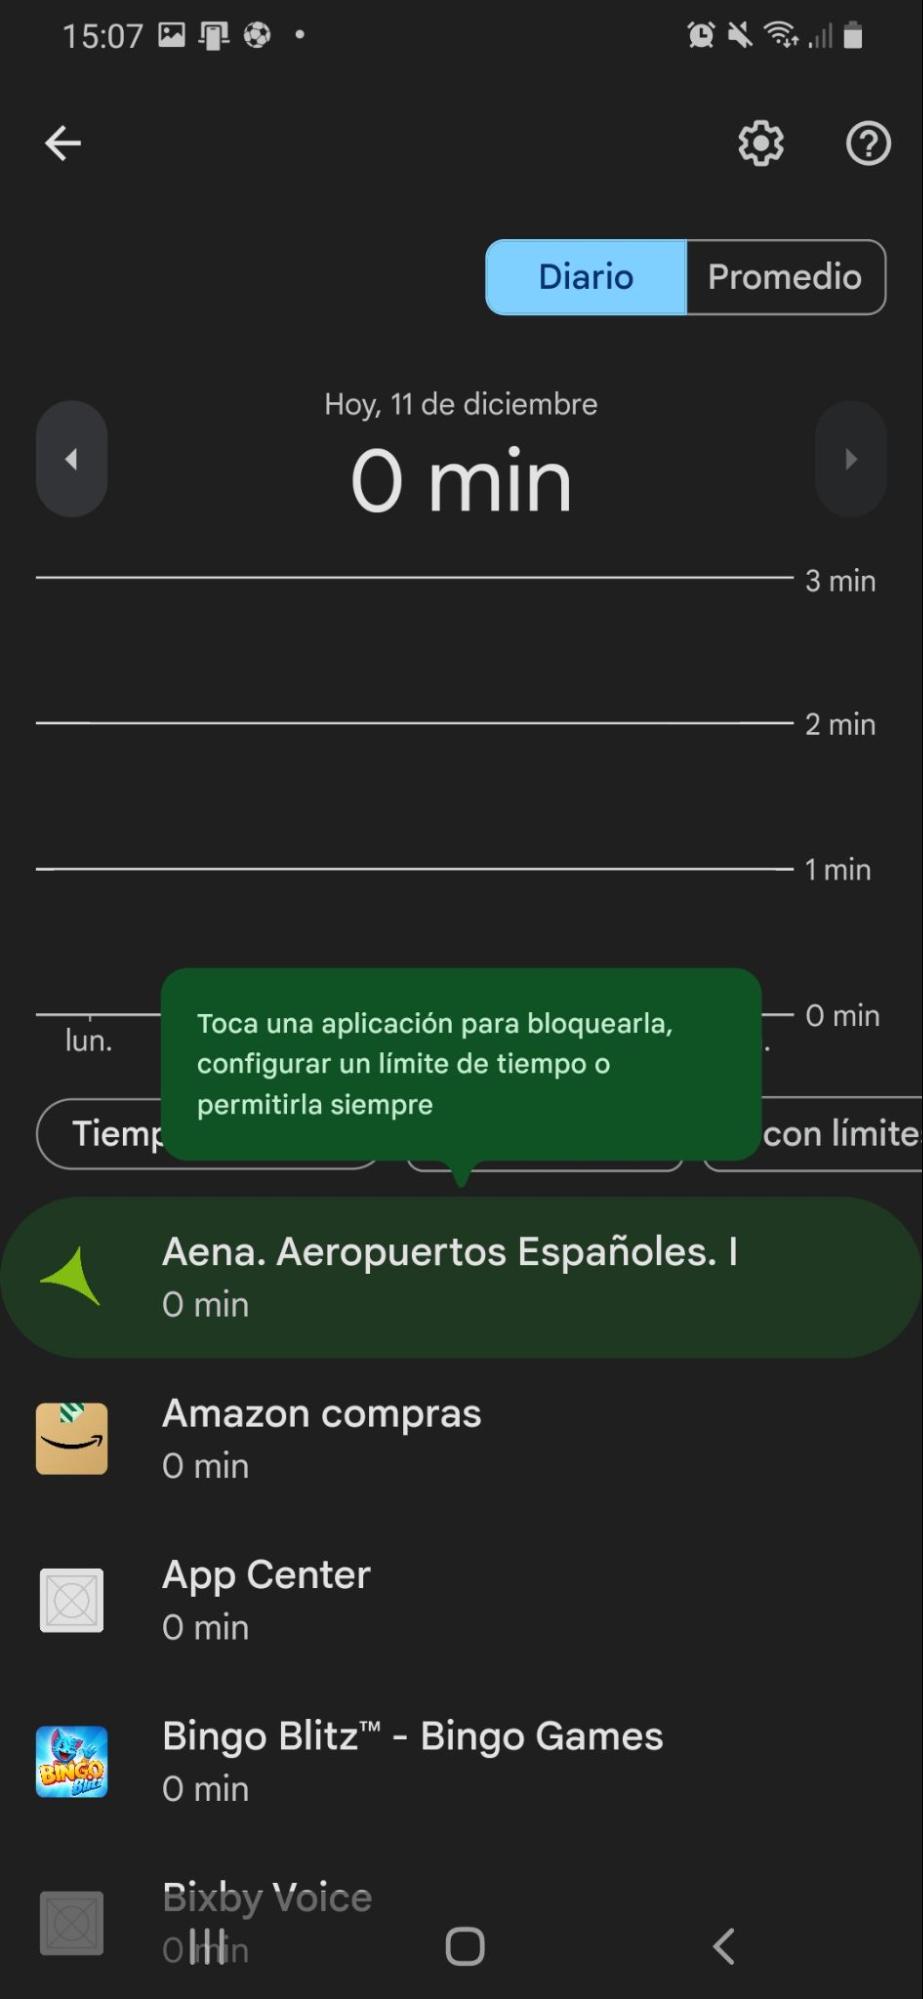 15:07
Diario
Promedio
Hoy, 11 de diciembre
0 min
3 min
2 min
1 min
0 min
lun.
Toca una aplicación para bloquearla,
configurar un límite de tiempo o
permitirla siempre
con límite
Aena. Aeropuertos Españoles. I
0 min
Amazon compras
0 min
App Center
0 min
BINGO
Blitz
Bingo Blitz™ - Bingo Games
0 min
Bixby Voice
0 min